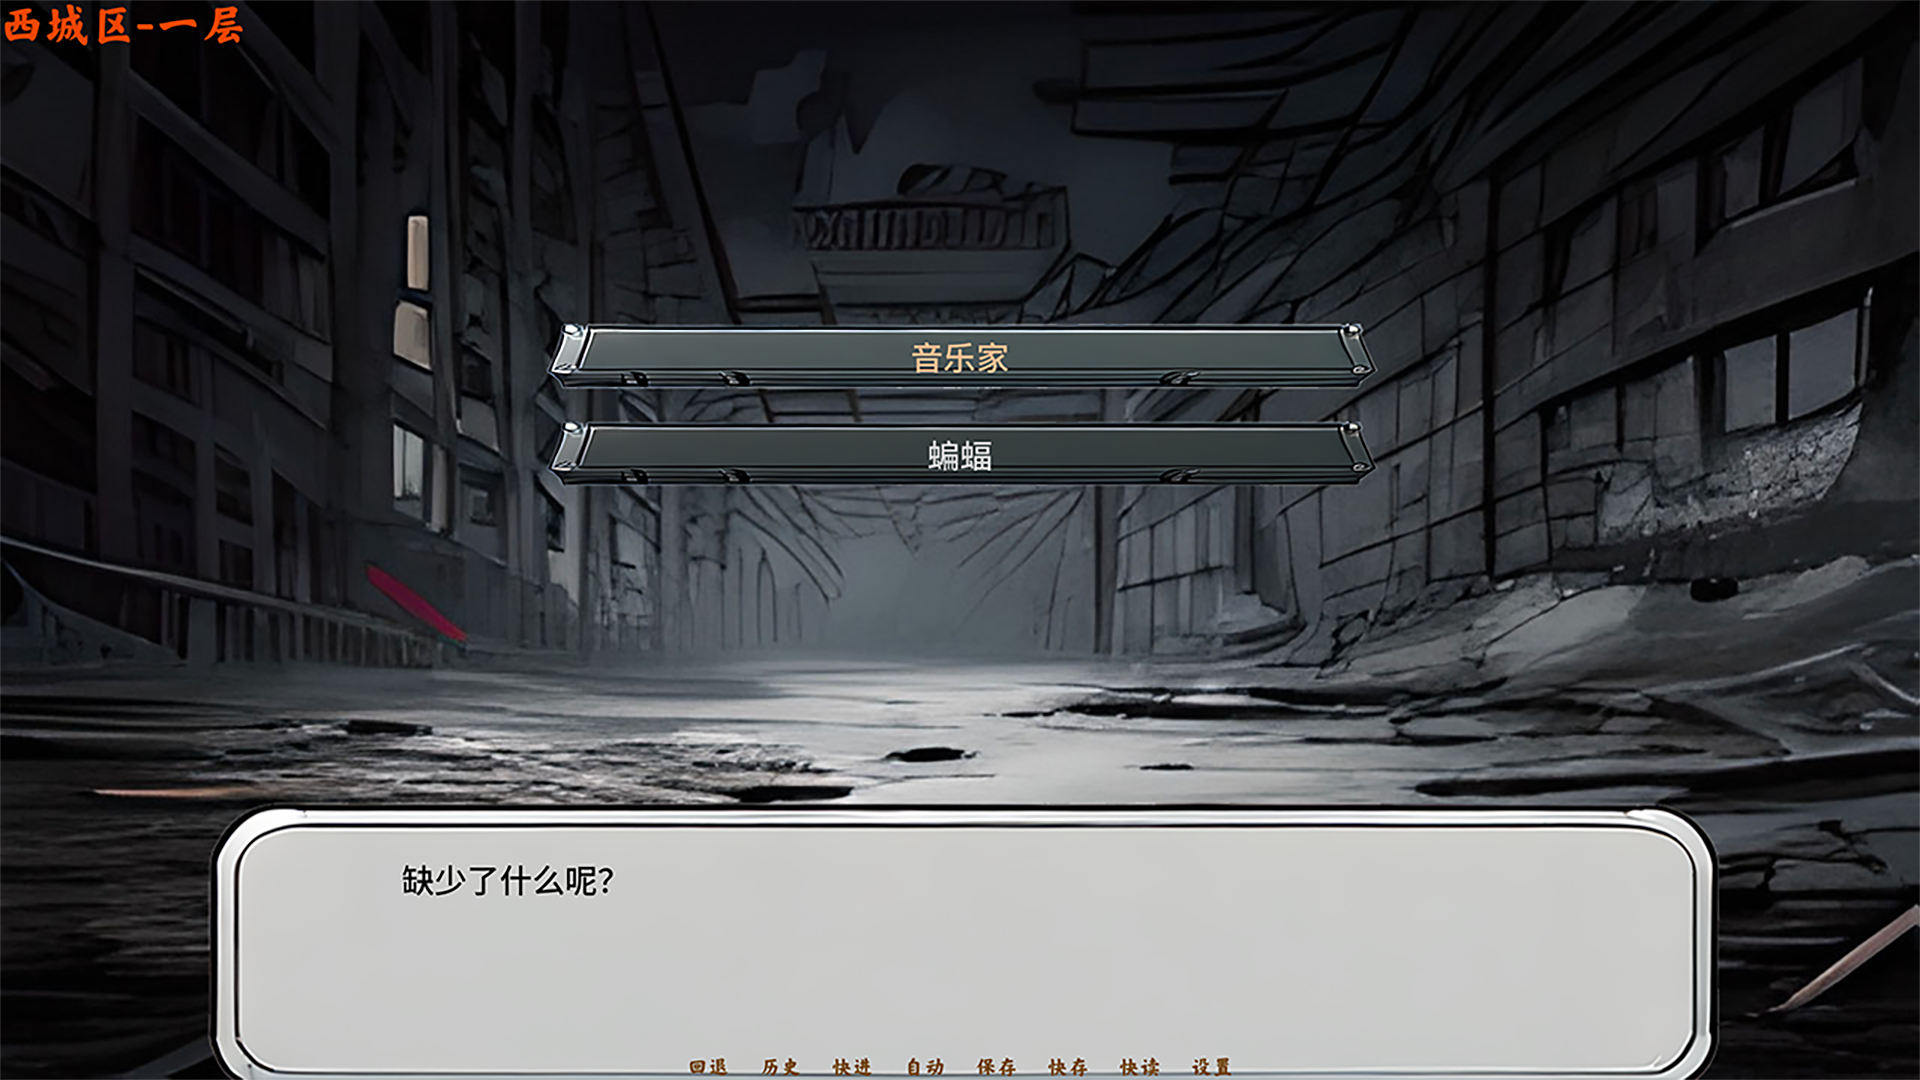 西城区-一层
音乐家
蝙蝠
缺少了什么呢？
回退 历史 快进 自动 保存 快存 快读 设置